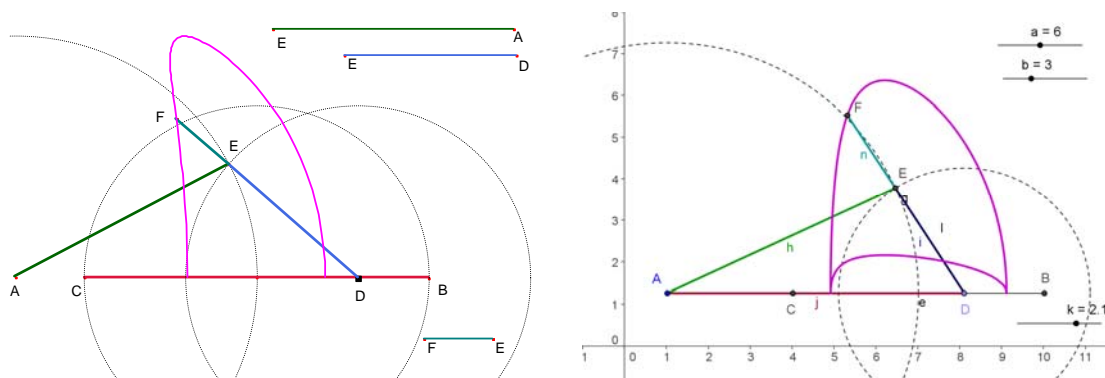 E A
E D
F
E
A C D B
F E
8
a = 6
7
b = 3
6
F
5
n
4
E
g
3
h i l
2
A B
C j e D
1
k = 2.1
0
1 0 1 2 3 4 5 6 7 8 9 10 11